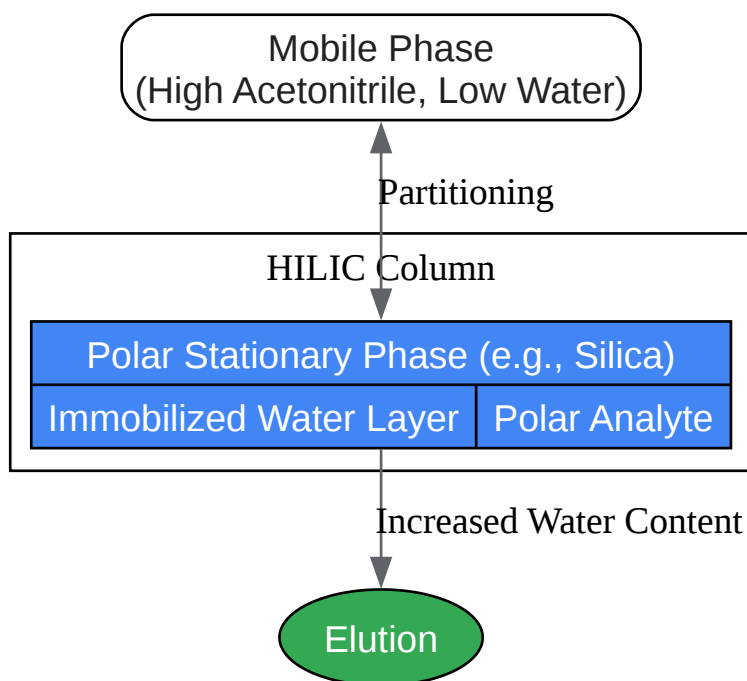 Mobile Phase
(High Acetonitrile, Low Water)
Partitioning
HILIC Column
Polar Stationary Phase (e.g., Silica)
Immobilized Water Layer
Polar Analyte
Increased Water Content
Elution